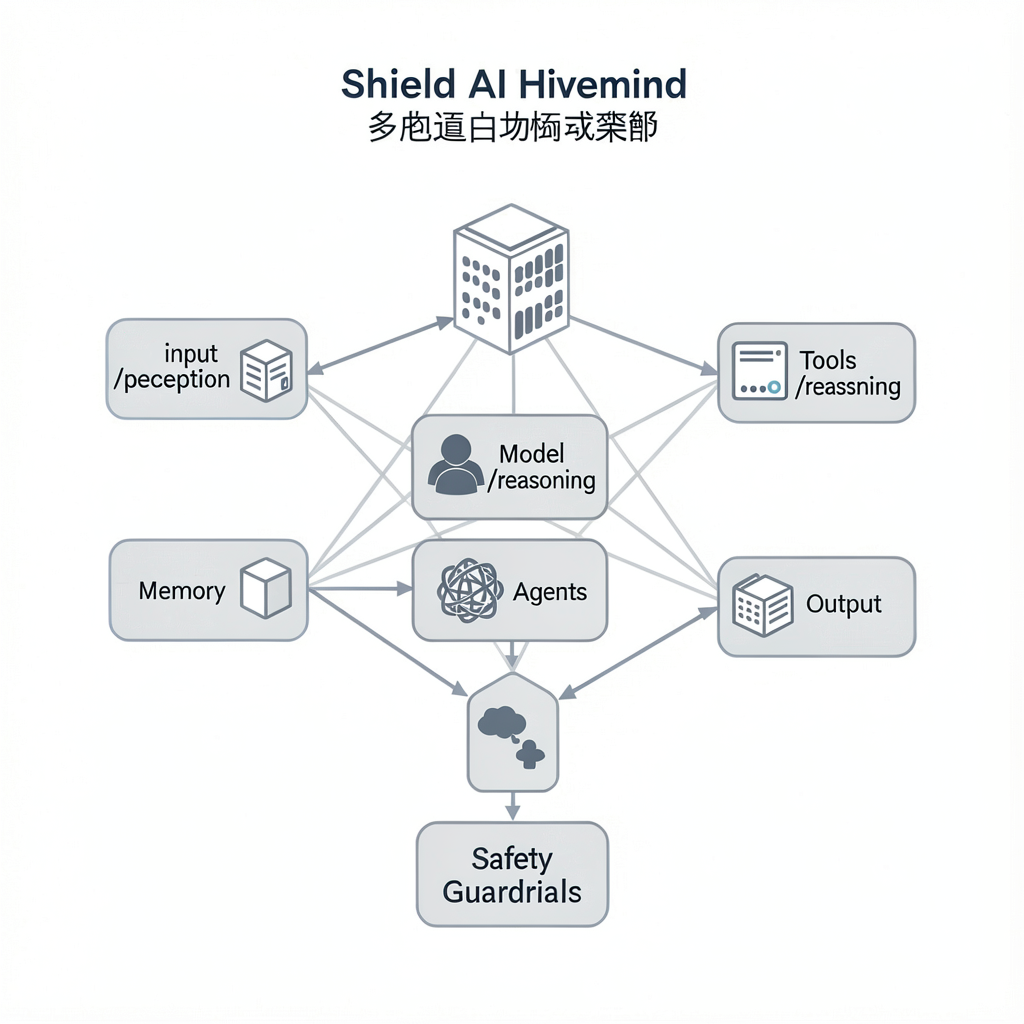 Shield AI Hivemind
input
/peception
Tools
/reassning
Model
/reasoning
Memory
Agents
Output
Safety
Guardrials